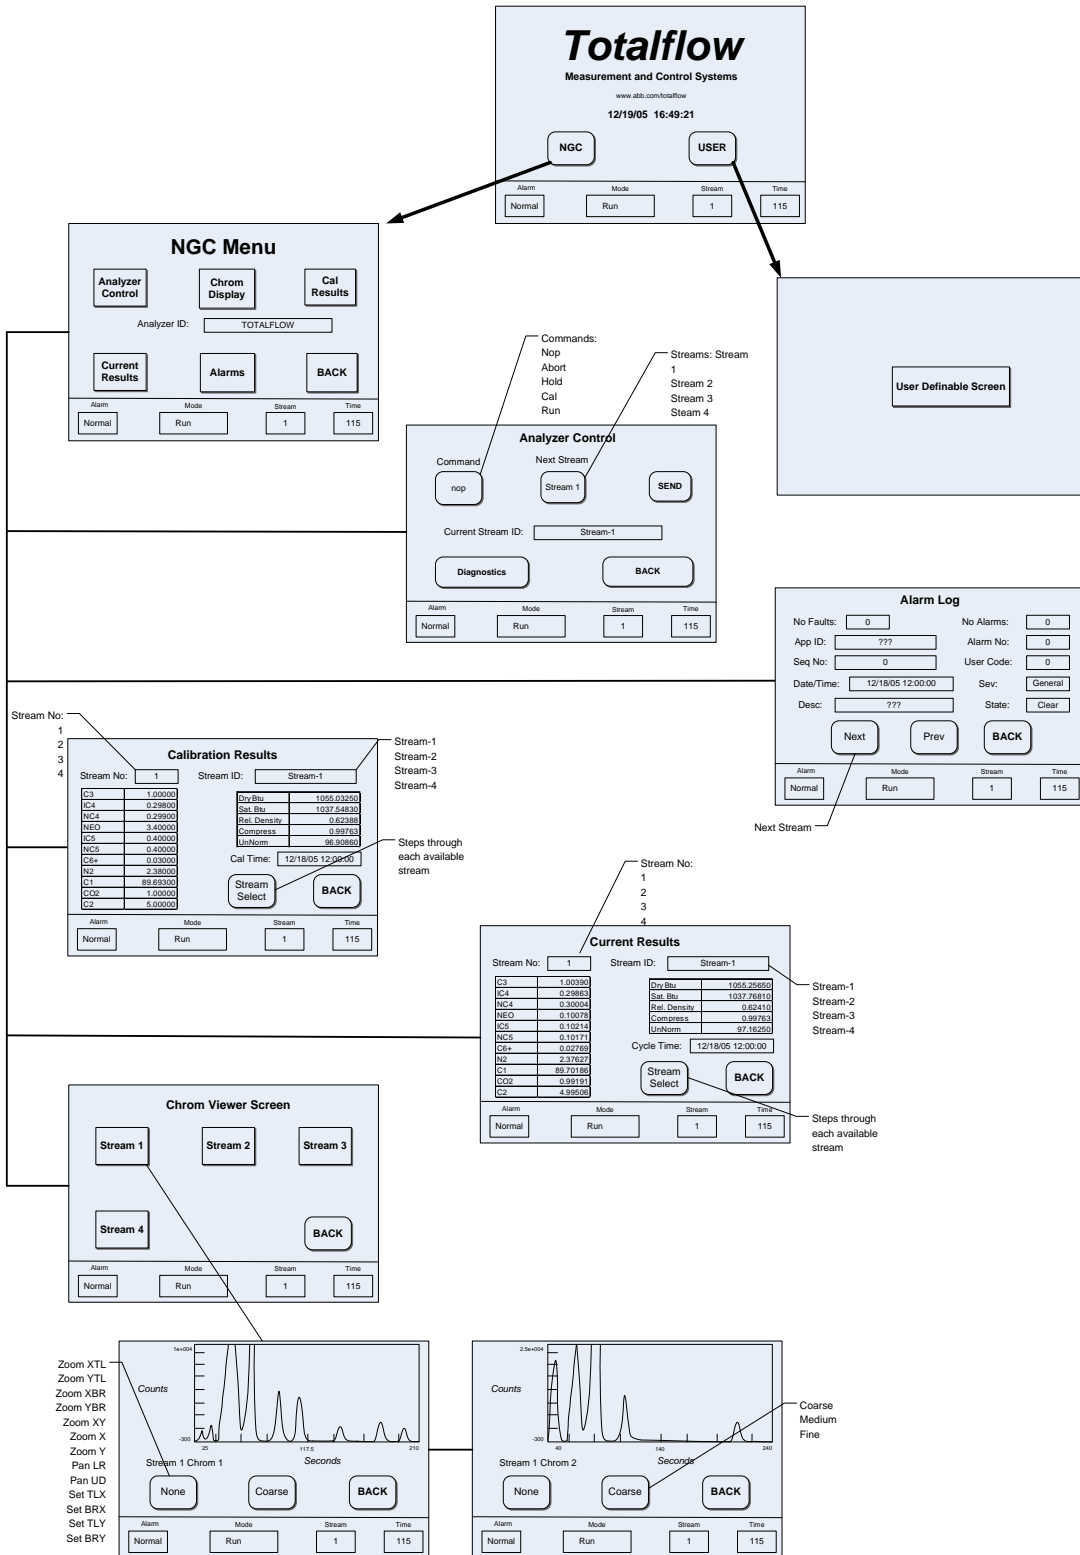 Totalflow
Measurement and Control Systems
www.abb.com/totalflow
12/19/05 16:49:21
NGC
USER
Alarm Mode Stream Time
Normal Run 1 115
NGC Menu
Analyzer Control
Chrom Display
Cal Results
Analyzer ID: TOTALFLOW
Current Results
Alarms
BACK
Alarm Mode Stream Time
Normal Run 1 115
User Definable Screen
Commands:
Nop
Abort
Hold
Cal
Run
Streams: Stream
1
Stream 2
Stream 3
Steam 4
Analyzer Control
Command Next Stream
nop Stream 1 SEND
Current Stream ID: Stream-1
Diagnostics BACK
Alarm Mode Stream Time
Normal Run 1 115
Alarm Log
No Faults: 0 No Alarms: 0
App ID: ??? Alarm No: 0
Seq No: 0 User Code: 0
Date/Time: 12/18/05 12:00:00 Sev: General
Desc: ??? State: Clear
Next Prev BACK
Alarm Mode Stream Time
Normal Run 1 115
Next Stream
Stream No:
1
2
3
4
Calibration Results
Stream No: 1 Stream ID: Stream-1
C3 1.00000
IC4 0.29800
NC4 0.29900
NEO 3.40000
IC5 0.40000
NC5 0.40000
C6+ 0.03000
N2 2.38000
C1 89.69300
CO2 1.00000
C2 5.00000
Dry Btu 1055.03250
Sat. Btu 1037.54830
Rel. Density 0.62388
Compress 0.99763
UnNorm 96.90860
Cal Time: 12/18/05 12:00:00
Stream Select
BACK
Alarm Mode Stream Time
Normal Run 1 115
Stream-1
Stream-2
Stream-3
Stream-4
Steps through
each available
stream
Stream No:
1
2
3
4
Current Results
Stream No: 1 Stream ID: Stream-1
C3 1.00390
IC4 0.29863
NC4 0.30004
NEO 0.10078
IC5 0.10214
NC5 0.10171
C6+ 0.02769
N2 2.37627
C1 89.70186
CO2 0.99191
C2 4.99506
Dry Btu 1055.25650
Sat. Btu 1037.76810
Rel. Density 0.62410
Compress 0.99763
UnNorm 97.16250
Cycle Time: 12/18/05 12:00:00
Stream Select
BACK
Alarm Mode Stream Time
Normal Run 1 115
Stream-1
Stream-2
Stream-3
Stream-4
Steps through
each available
stream
Chrom Viewer Screen
Stream 1 Stream 2 Stream 3
Stream 4 BACK
Alarm Mode Stream Time
Normal Run 1 115
Zoom XTL
Zoom YTL
Zoom XBR
Zoom YBR
Zoom XY
Zoom X
Zoom Y
Pan LR
Pan UD
Set TLX
Set BRX
Set TLY
Set BRY
1e+004
Counts
-300
25 117.5 210
Stream 1 Chrom 1 Seconds
None Coarse BACK
Alarm Mode Stream Time
Normal Run 1 115
2.5e+004
Counts
-300
40 140 240
Stream 1 Chrom 2 Seconds
None Coarse BACK
Alarm Mode Stream Time
Normal Run 1 115
Coarse
Medium
Fine